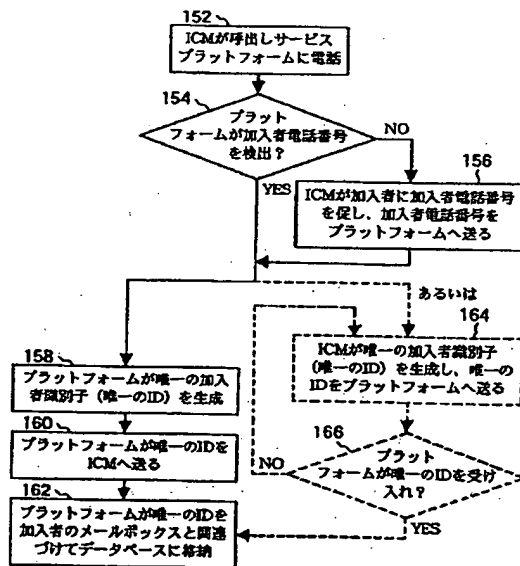 152
ICMが呼出しサービス
プラットフォームに電話
154
プラット
フォームが加入者電話番号
を検出?
NO
YES
156
ICMが加入者に加入者電話番号
を促し、加入者電話番号を
プラットフォームへ送る
あるいは
158
プラットフォームが唯一の加入
者識別子(唯一のID)を生成
164
ICMが唯一の加入者識別子
(唯一のID)を生成し、唯一の
IDをプラットフォームへ送る
160
プラットフォームが唯一のIDを
ICMへ送る
166
プラット
フォームが唯一のIDを受け
入れ?
NO
YES
162
プラットフォームが唯一のIDを
加入者のメールボックスと関連
づけてデータベースに格納